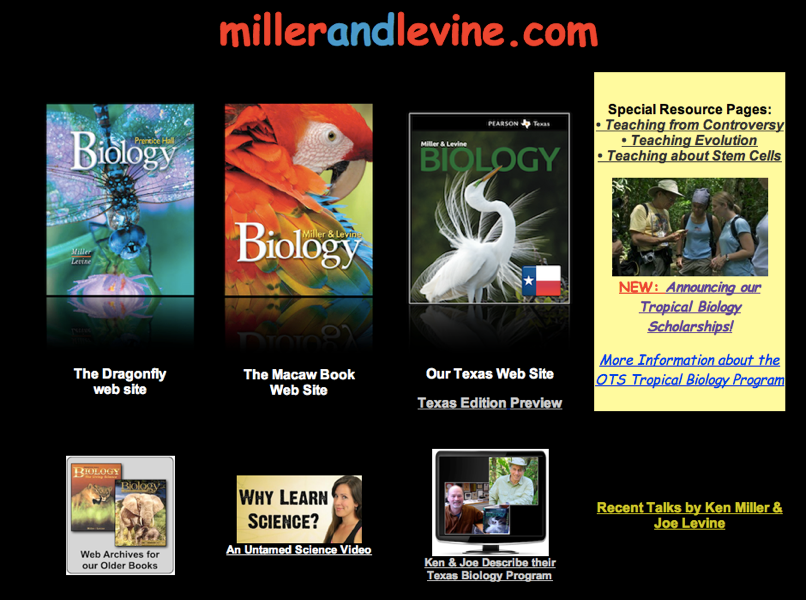 millerandlevine.com
Prentice Hall
Biology
Miller
Levine
Miller & Levine
Biology
PEARSON Texas
Miller & Levine
BIOLOGY
Special Resource Pages:
• Teaching from Controversy
• Teaching Evolution
• Teaching about Stem Cells
NEW: Announcing our
Tropical Biology
Scholarships!
More Information about the
OTS Tropical Biology Program
The Dragonfly
web site
The Macaw Book
Web Site
Our Texas Web Site
Texas Edition Preview
BIOLOGY
Biology
Web Archives for
our Older Books
WHY LEARN
SCIENCE?
An Untamed Science Video
Ken & Joe Describe their
Texas Biology Program
Recent Talks by Ken Miller &
Joe Levine